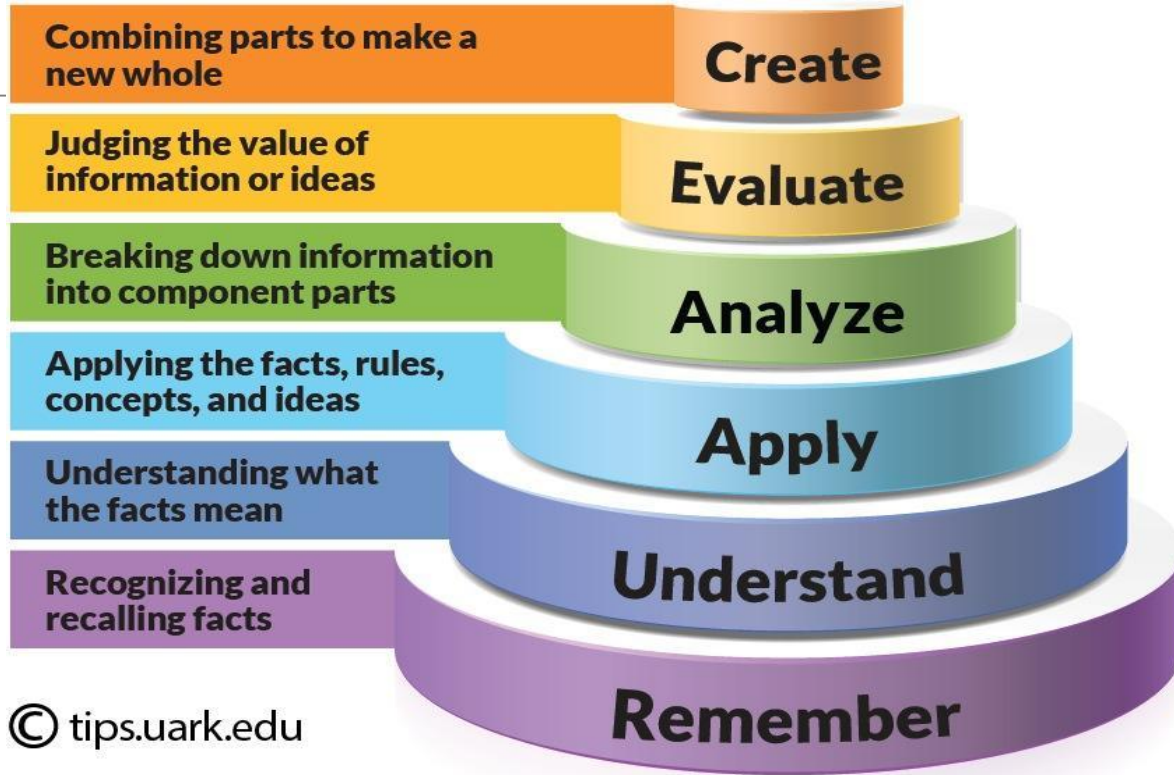 Combining parts to make a
new whole
Create
Judging the value of
information or ideas
Evaluate
Breaking down information
into component parts
Analyze
Applying the facts, rules,
concepts, and ideas
Apply
Understanding what
the facts mean
Understand
Recognizing and
recalling facts
Remember
© tips.uark.edu